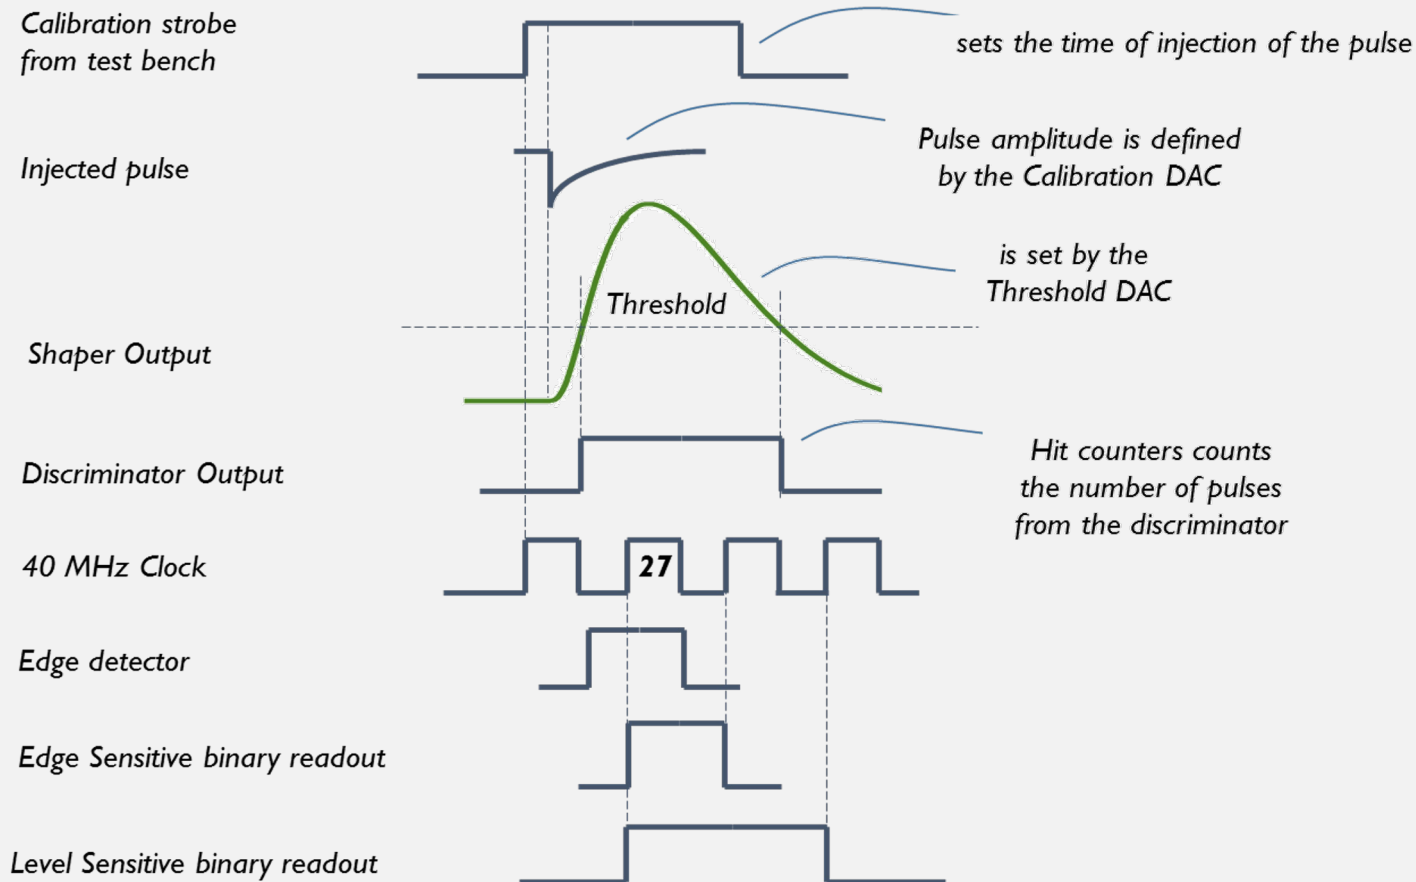 Calibration strobe
from test bench
sets the time of injection of the pulse
Injected pulse
Pulse amplitude is defined
by the Calibration DAC
is set by the
Threshold DAC
Threshold
Shaper Output
Discriminator Output
Hit counters counts
the number of pulses
from the discriminator
40 MHz Clock
27
Edge detector
Edge Sensitive binary readout
Level Sensitive binary readout